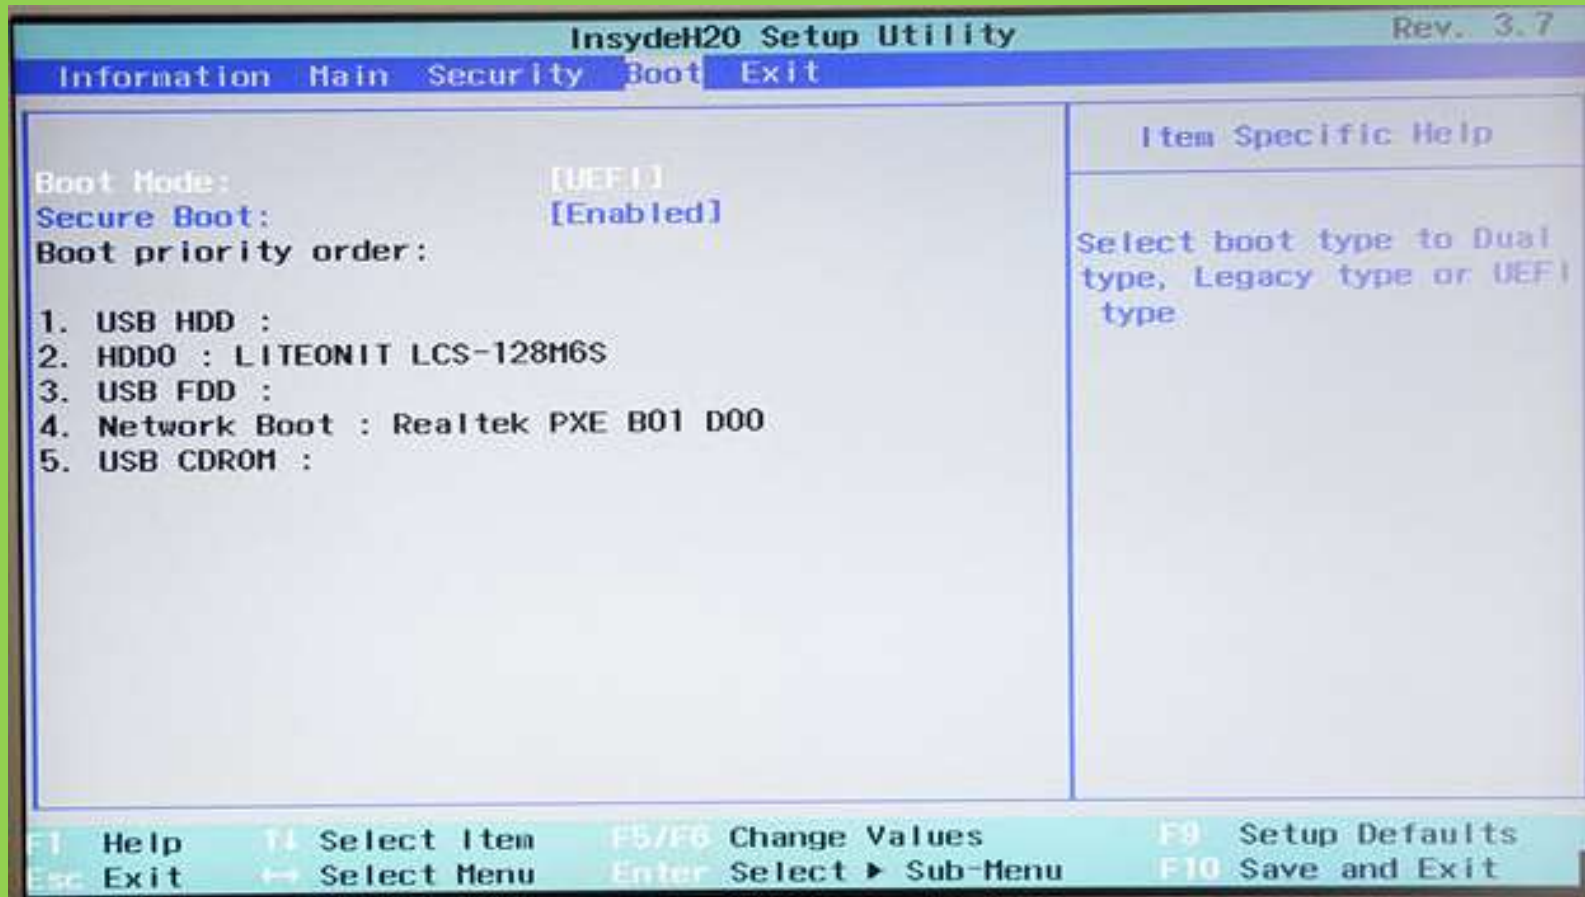 InsydeH20 Setup Utility Rev. 3.7
Information Main Security Boot Exit
Boot Mode: [UEFI]
Secure Boot: [Enabled]
Boot priority order:
1. USB HDD :
2. HDD0 : LITEONIT LCS-128M6S
3. USB FDD :
4. Network Boot : Realtek PXE B01 D00
5. USB CDROM :
Item Specific Help
Select boot type to Dual
type, Legacy type or UEFI
type
F1 Help ↑↓ Select Item F5/F6 Change Values F9 Setup Defaults
Esc Exit ↔ Select Menu Enter Select ▶ Sub-Menu F10 Save and Exit